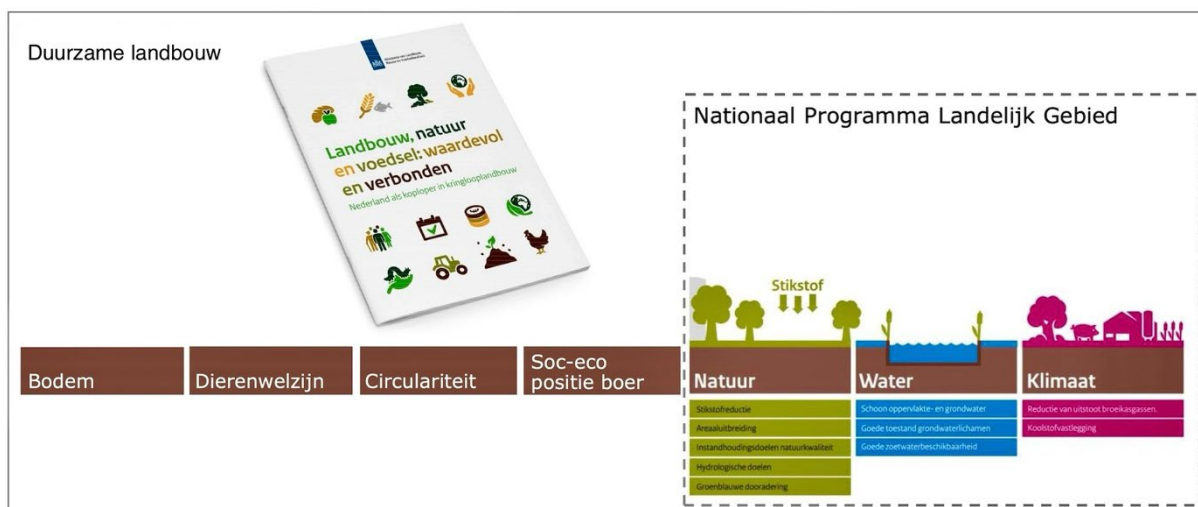 Duurzame landbouw
Landbouw, natuur
en voedsel: waardevol
en verbonden
Nederland als koploper in kringlooplandbouw
Nationaal Programma Landelijk Gebied
Stikstof
Bodem
Dierenwelzijn
Circulariteit
Soc-eco
positie boer
Natuur
Water
Klimaat
Stikstofreductie
Areaaluitbreiding
Instandhoudingsdoelen natuurkwaliteit
Hydrologische doelen
Groenblauwe dooradering
Schoon oppervlakte- en grondwater
Goede toestand grondwaterlichamen
Goede zoetwaterbeschikbaarheid
Reductie van uitstoot broeikasgassen.
Koolstofvastlegging